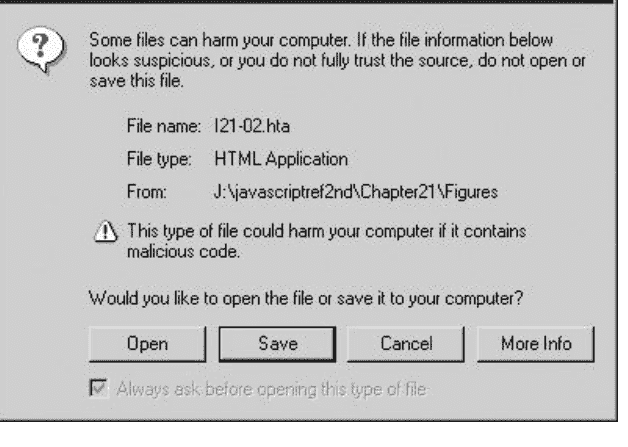 Some files can harm your computer. If the file information below
looks suspicious, or you do not fully trust the source, do not open or
save this file.
File name: I21-02.hta
File type: HTML Application
From: J:\javascriptref2nd\Chapter21\Figures
This type of file could harm your computer if it contains
malicious code.
Would you like to open the file or save it to your computer?
Open Save Cancel More Info
Always ask before opening this type of file